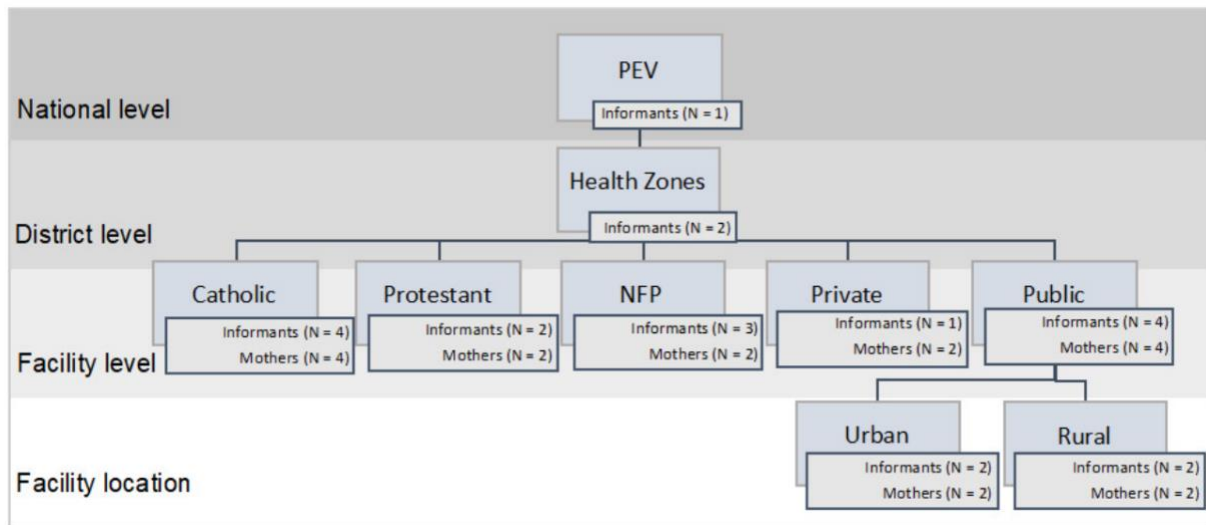 PEV
National level
Informants (N = 1)
Health Zones
District level
Informants (N = 2)
Catholic
Informants (N = 4)
Mothers (N = 4)
Protestant
Informants (N = 2)
Mothers (N = 2)
NFP
Informants (N = 3)
Mothers (N = 2)
Private
Informants (N = 1)
Mothers (N = 2)
Public
Informants (N = 4)
Mothers (N = 4)
Facility level
Urban
Informants (N = 2)
Mothers (N = 2)
Rural
Informants (N = 2)
Mothers (N = 2)
Facility location